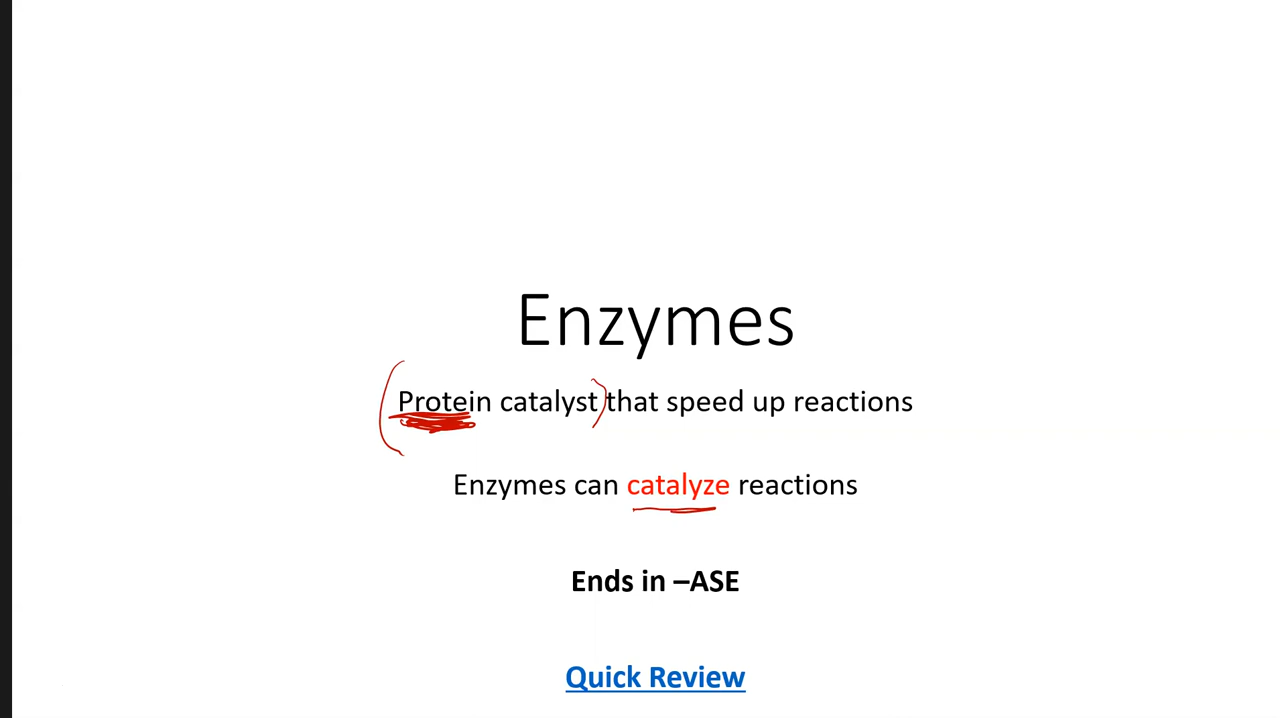 Enzymes
Protein catalyst that speed up reactions
Enzymes can catalyze reactions
Ends in –ASE
Quick Review